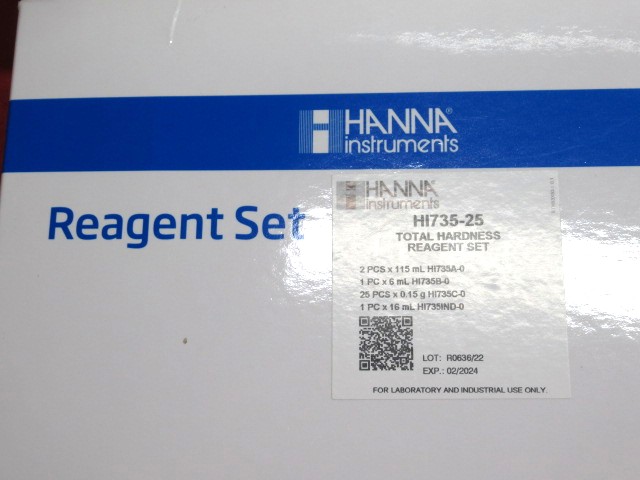 HANNA®
instruments
Reagent Set
HANNA
instruments
HI735-25
TOTAL HARDNESS
REAGENT SET
2 PCS x 115 mL HI735A-0
1 PC x 6 mL HI735B-0
25 PCS x 0.15 g HI735C-0
1 PC x 16 mL HI735IND-0
LOT: R0636/22
EXP.: 02/2024
FOR LABORATORY AND INDUSTRIAL USE ONLY.